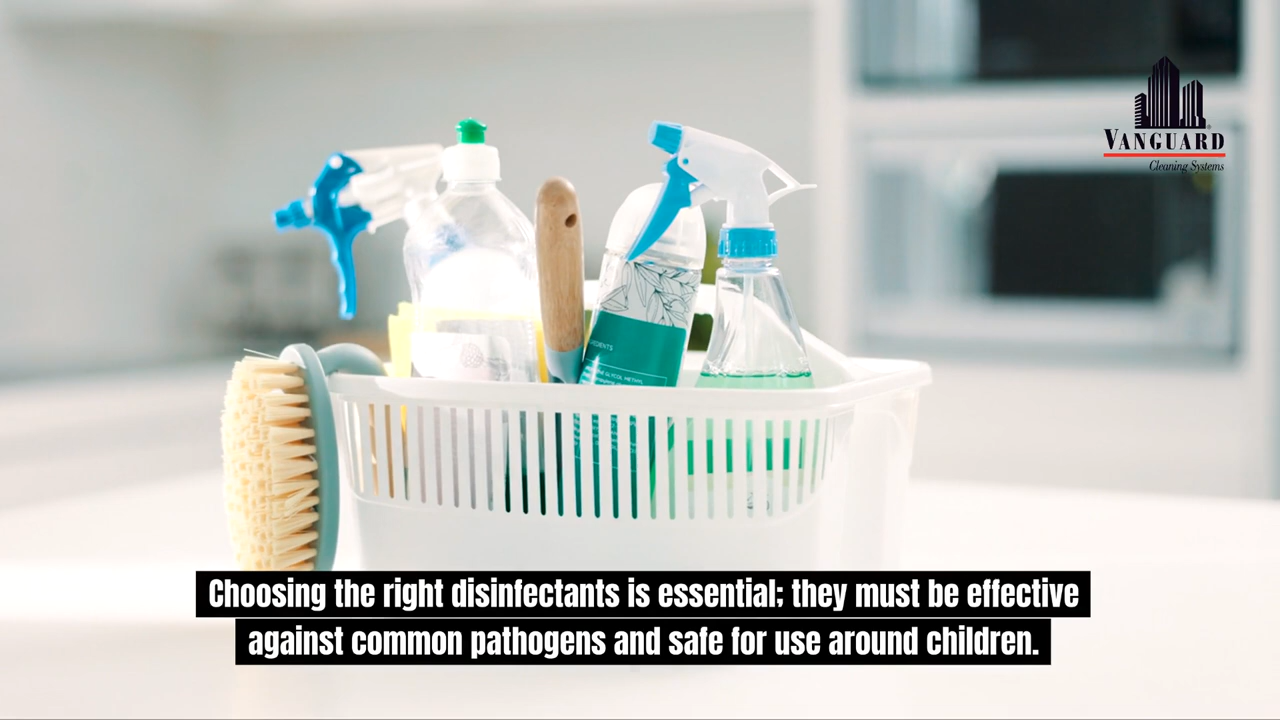 VANGUARD
Cleaning Systems
Choosing the right disinfectants is essential; they must be effective
against common pathogens and safe for use around children.